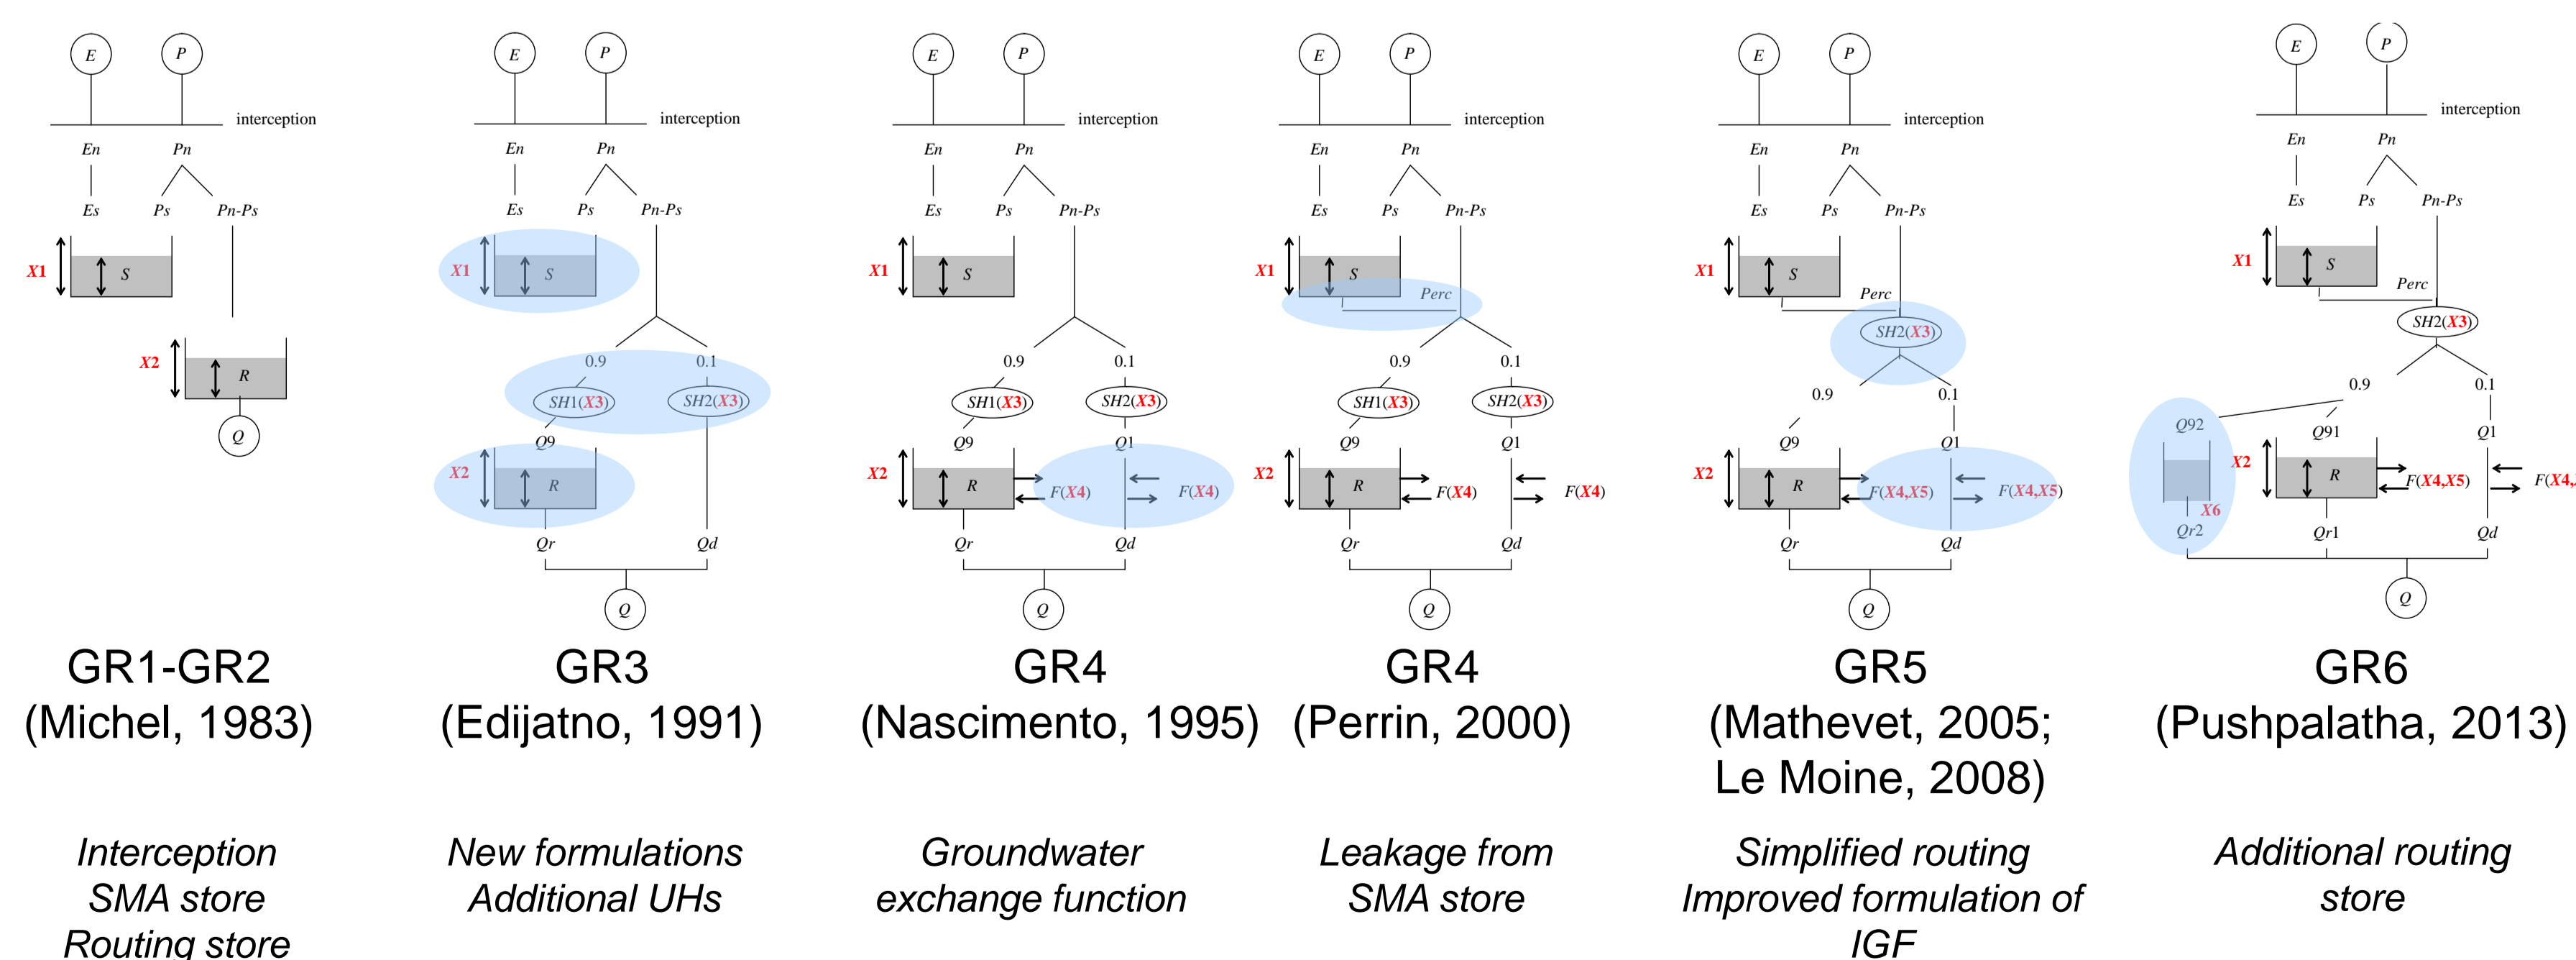 E P
interception
En Pn
Es Ps Pn-Ps
X1 S
X2 R
Q
GR1-GR2
(Michel, 1983)
Interception
SMA store
Routing store
E P
interception
En Pn
Es Ps Pn-Ps
X1 S
0.9 0.1
SH1(X3) SH2(X3)
Q9
X2 R
Qr Qd
Q
GR3
(Edijatno, 1991)
New formulations
Additional UHs
E P
interception
En Pn
Es Ps Pn-Ps
X1 S
0.9 0.1
SH1(X3) SH2(X3)
Q9 Q1
X2 R F(X4) F(X4)
Qr Qd
Q
GR4
(Nascimento, 1995)
Groundwater
exchange function
E P
interception
En Pn
Es Ps Pn-Ps
X1 S
Perc
0.9 0.1
SH1(X3) SH2(X3)
Q9 Q1
X2 R F(X4) F(X4)
Qr Qd
Q
GR4
(Perrin, 2000)
Leakage from
SMA store
E P
interception
En Pn
Es Ps Pn-Ps
X1 S
Perc
SH2(X3)
0.9 0.1
Q9 Q1
X2 R F(X4,X5) F(X4,X5)
Qr Qd
Q
GR5
(Mathevet, 2005;
Le Moine, 2008)
Simplified routing
Improved formulation of
IGF
E P
interception
En Pn
Es Ps Pn-Ps
X1 S
Perc
SH2(X3)
0.9 0.1
Q92 Q91 Q1
X2 R F(X4,X5) F(X4,
X6
Qr2 Qr1 Qd
Q
GR6
(Pushpalatha, 2013)
Additional routing
store